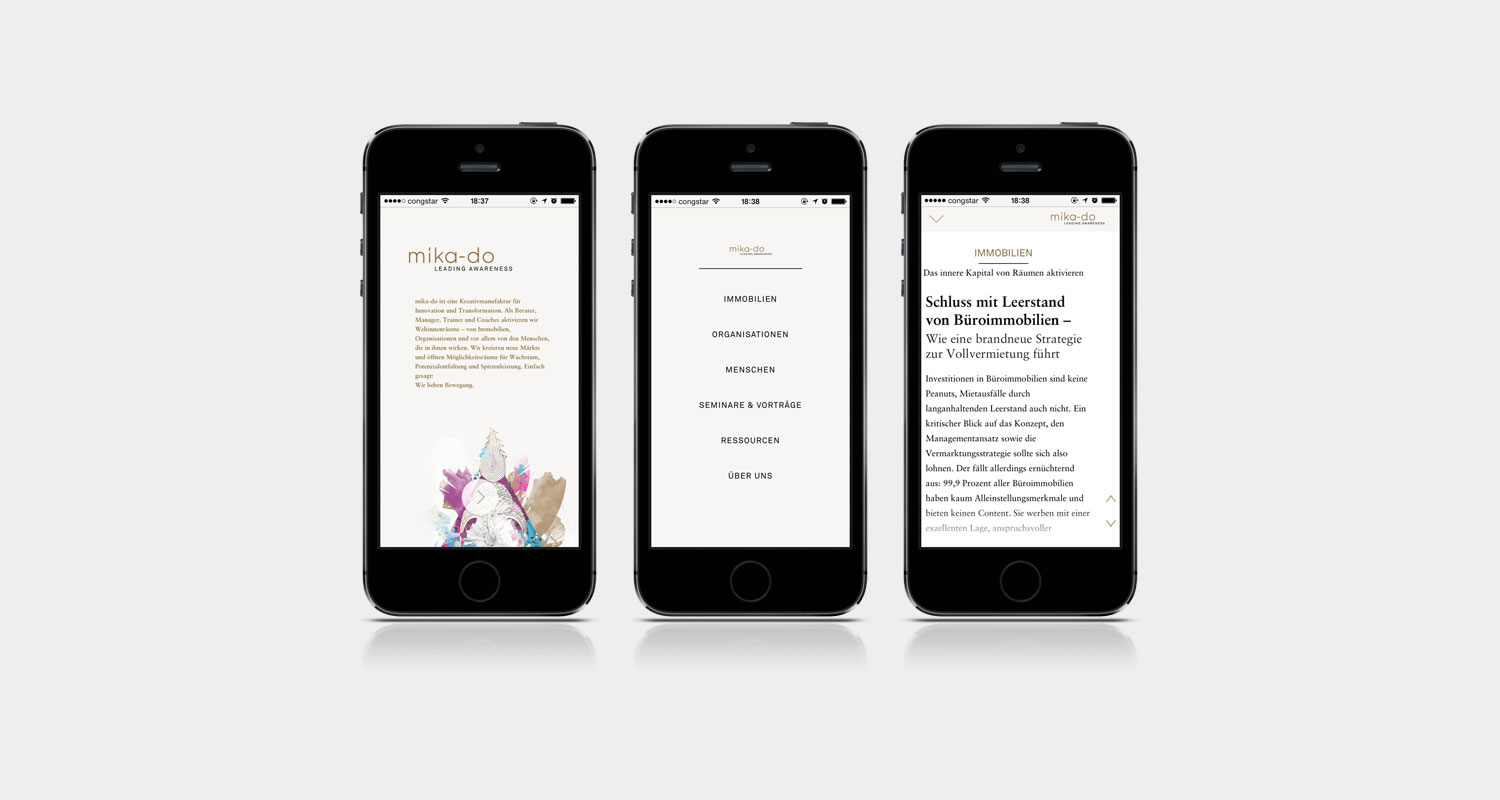 congstar 18:37
mika-do
LEADING AWARENESS
mika-do ist eine Kreativmanufaktur für
Innovation und Transformation. Als Berater,
Manager, Trainer und Coaches aktivieren wir
Weltinnenräume – von Immobilien,
Organisationen und vor allem von den Menschen,
die in ihnen wirken. Wir kreieren neue Märkte
und öffnen Möglichkeitsräume für Wachstum,
Potenzialentfaltung und Spitzenleistung. Einfach
gesagt:
Wir lieben Bewegung.
congstar 18:38
mika-do
LEADING AWARENESS
IMMOBILIEN
ORGANISATIONEN
MENSCHEN
SEMINARE & VORTRÄGE
RESSOURCEN
ÜBER UNS
congstar 18:38
mika-do
LEADING AWARENESS
IMMOBILIEN
Das innere Kapital von Räumen aktivieren
Schluss mit Leerstand
von Büroimmobilien –
Wie eine brandneue Strategie
zur Vollvermietung führt
Investitionen in Büroimmobilien sind keine
Peanuts, Mietausfälle durch
langanhaltenden Leerstand auch nicht. Ein
kritischer Blick auf das Konzept, den
Managementansatz sowie die
Vermarktungsstrategie sollte sich also
lohnen. Der fällt allerdings ernüchternd
aus: 99,9 Prozent aller Büroimmobilien
haben kaum Alleinstellungsmerkmale und
bieten keinen Content. Sie werben mit einer
exzellenten Lage, anspruchsvoller